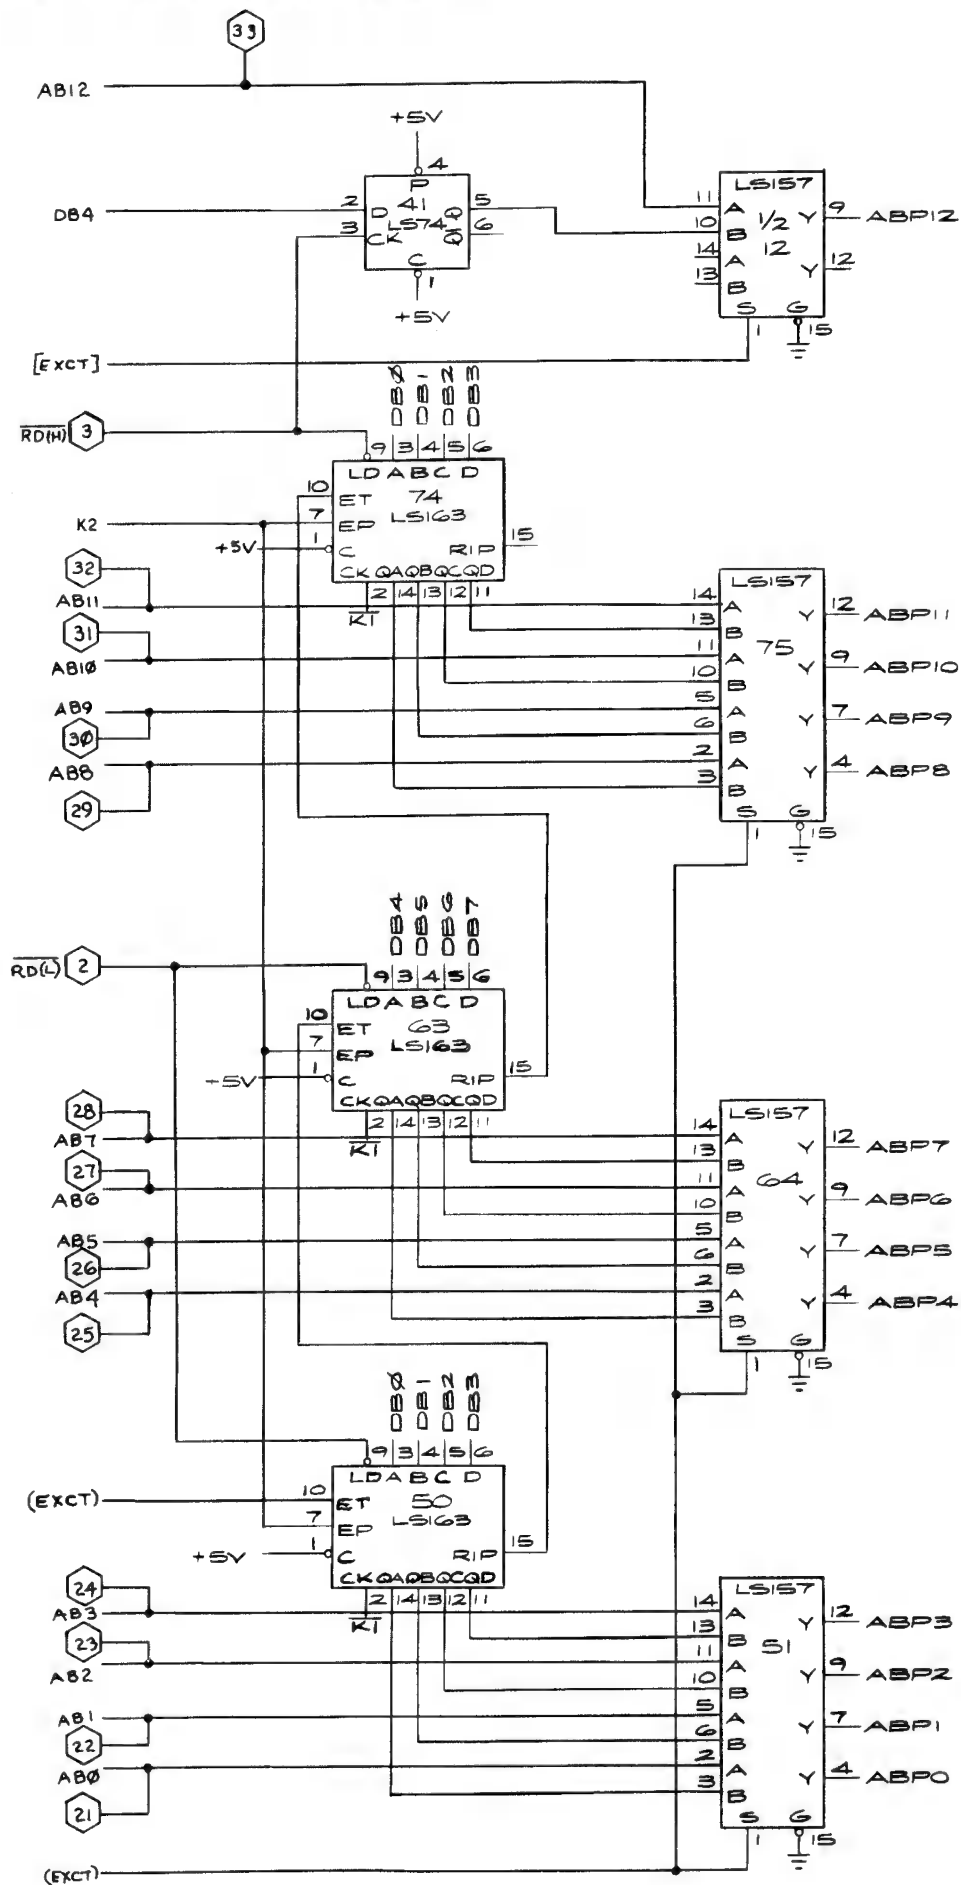 33
AB12
+5V
4
P
2 D 41 Q 5
DB4
3 CK LS74 Q̅ 6
C
1
+5V
LS157
11 A Y 9 ABP12
10 B 1/2
14 A 12 Y 12
13 B
S G
1 15
[EXCT]
DBØ DB1 DB2 DB3
R̅D̅(̅H̅)̅ 3
9 3 4 5 6
LD A B C D
10 ET 74
K2 7 EP LS163
+5V 1 C RIP 15
CK QA QB QC QD
2 14 13 12 11
K̅1̅
32
AB11
31
AB1Ø
AB9
3Ø
AB8
29
LS157
14 A Y 12 ABP11
13 B
11 A 75 Y 9 ABP10
10 B
5 A Y 7 ABP9
6 B
2 A Y 4 ABP8
3 B
S G
1 15
DB4 DB5 DB6 DB7
R̅D̅(̅L̅)̅ 2
9 3 4 5 6
LD A B C D
10 ET 63
7 EP LS163
+5V 1 C RIP 15
CK QA QB QC QD
2 14 13 12 11
K̅1̅
28
AB7
27
AB6
AB5
26
AB4
25
LS157
14 A Y 12 ABP7
13 B
11 A 64 Y 9 ABP6
10 B
5 A Y 7 ABP5
6 B
2 A Y 4 ABP4
3 B
S G
1 15
DBØ DB1 DB2 DB3
9 3 4 5 6
LD A B C D
(EXCT) 10 ET 50
7 EP LS163
+5V 1 C RIP 15
CK QA QB QC QD
2 14 13 12 11
K̅1̅
24
AB3
23
AB2
AB1
22
ABØ
21
LS157
14 A Y 12 ABP3
13 B
11 A 51 Y 9 ABP2
10 B
5 A Y 7 ABP1
6 B
2 A Y 4 ABP0
3 B
S G
1 15
(EXCT)